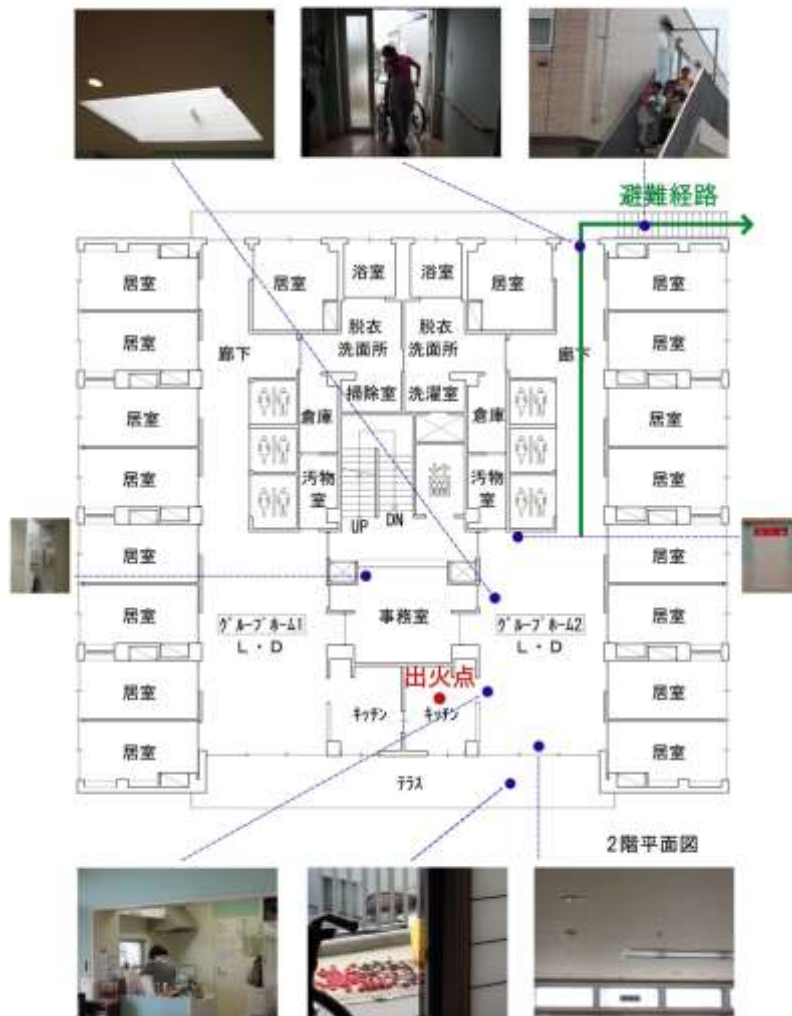 避難経路
居室 居室 浴室 浴室 居室 居室
居室 脱衣洗面所 脱衣洗面所 居室
廊下 廊下
居室 掃除室 洗濯室 居室
倉庫 倉庫
居室 汚物室 汚物室 居室
UP DN
居室 居室
居室 グループホーム1 事務室 グループホーム2 居室
L・D L・D
居室 出火点 居室
キッチン キッチン
居室 居室
テラス
2階平面図